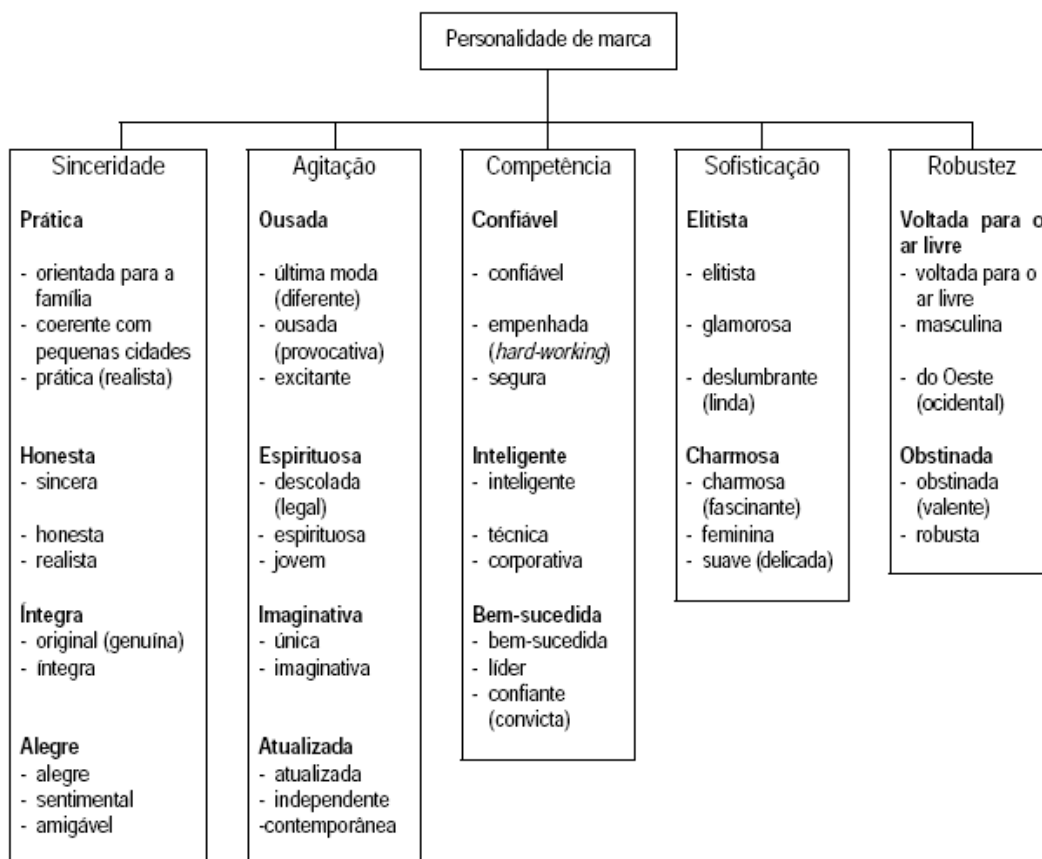 Personalidade de marca
Sinceridade
Prática
- orientada para a
família
- coerente com
pequenas cidades
- prática (realista)
Honesta
- sincera
- honesta
- realista
Íntegra
- original (genuína)
- íntegra
Alegre
- alegre
- sentimental
- amigável
Agitação
Ousada
- última moda
(diferente)
- ousada
(provocativa)
- excitante
Espirituosa
- descolada
(legal)
- espirituosa
- jovem
Imaginativa
- única
- imaginativa
Atualizada
- atualizada
- independente
-contemporânea
Competência
Confiável
- confiável
- empenhada
(hard-working)
- segura
Inteligente
- inteligente
- técnica
- corporativa
Bem-sucedida
- bem-sucedida
- líder
- confiante
(convicta)
Sofisticação
Elitista
- elitista
- glamorosa
- deslumbrante
(linda)
Charmosa
- charmosa
(fascinante)
- feminina
- suave (delicada)
Robustez
Voltada para o
ar livre
- voltada para o
ar livre
- masculina
- do Oeste
(ocidental)
Obstinada
- obstinada
(valente)
- robusta